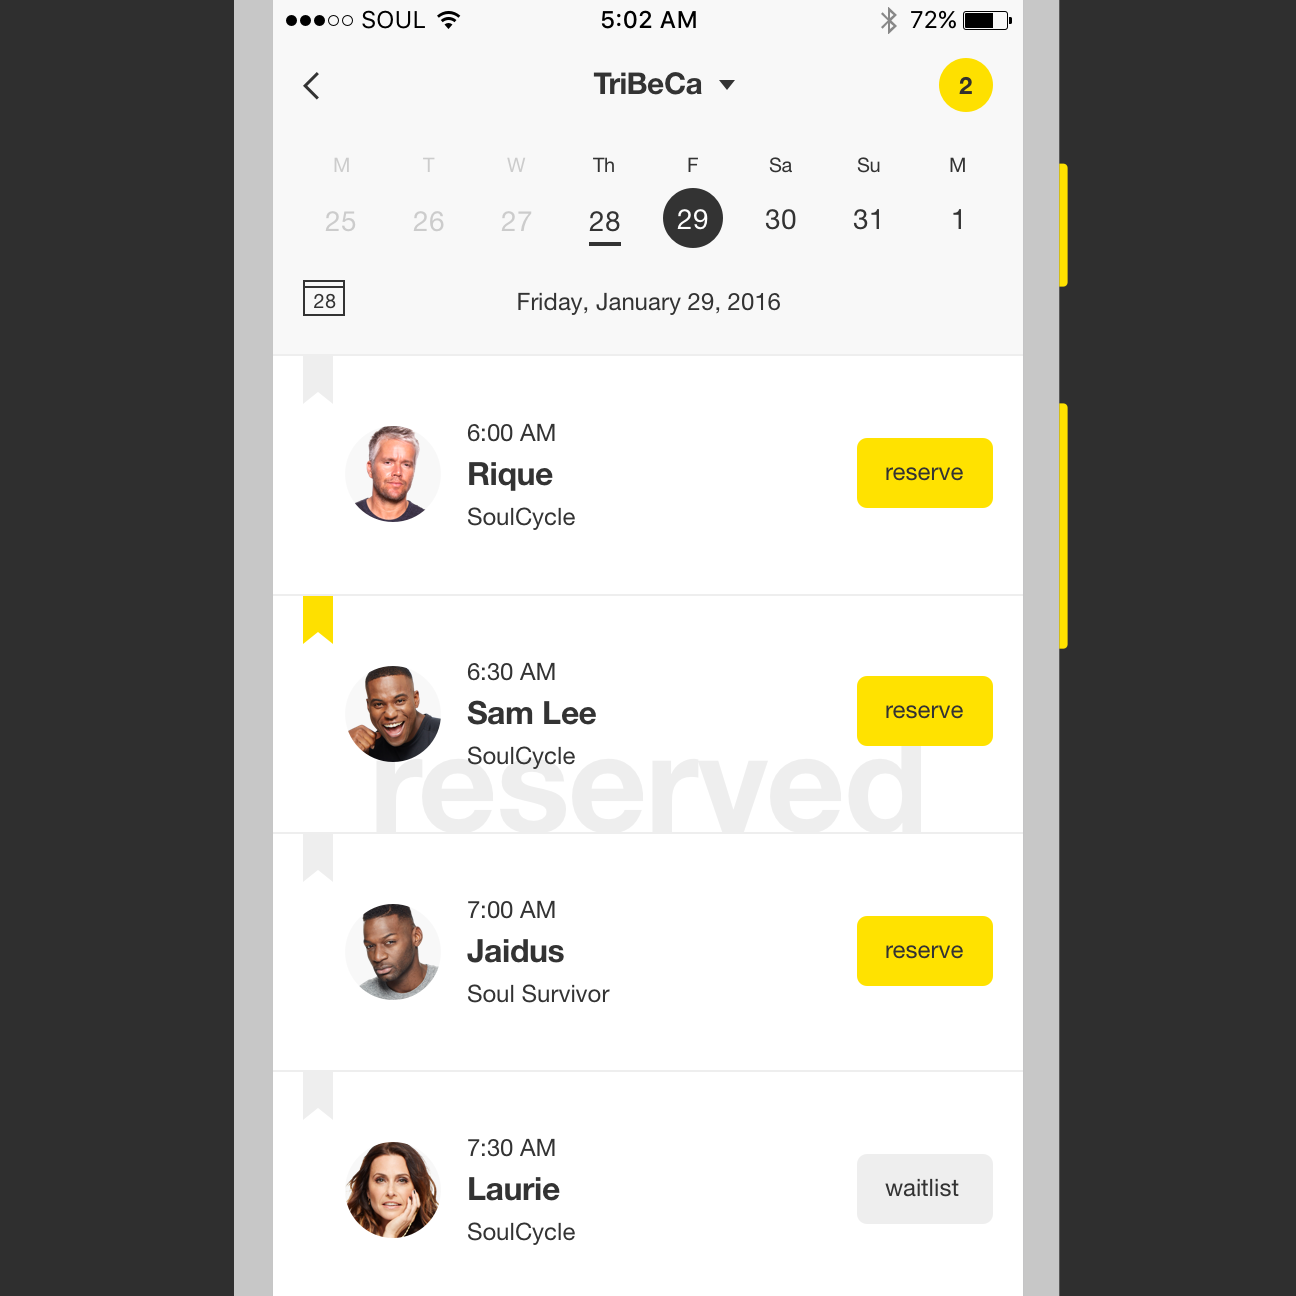 SOUL 5:02 AM 72%
TriBeCa 2
M T W Th F Sa Su M
25 26 27 28 29 30 31 1
28 Friday, January 29, 2016
6:00 AM
Rique
SoulCycle
reserve
6:30 AM
Sam Lee
SoulCycle
reserve
reserved
7:00 AM
Jaidus
Soul Survivor
reserve
7:30 AM
Laurie
SoulCycle
waitlist